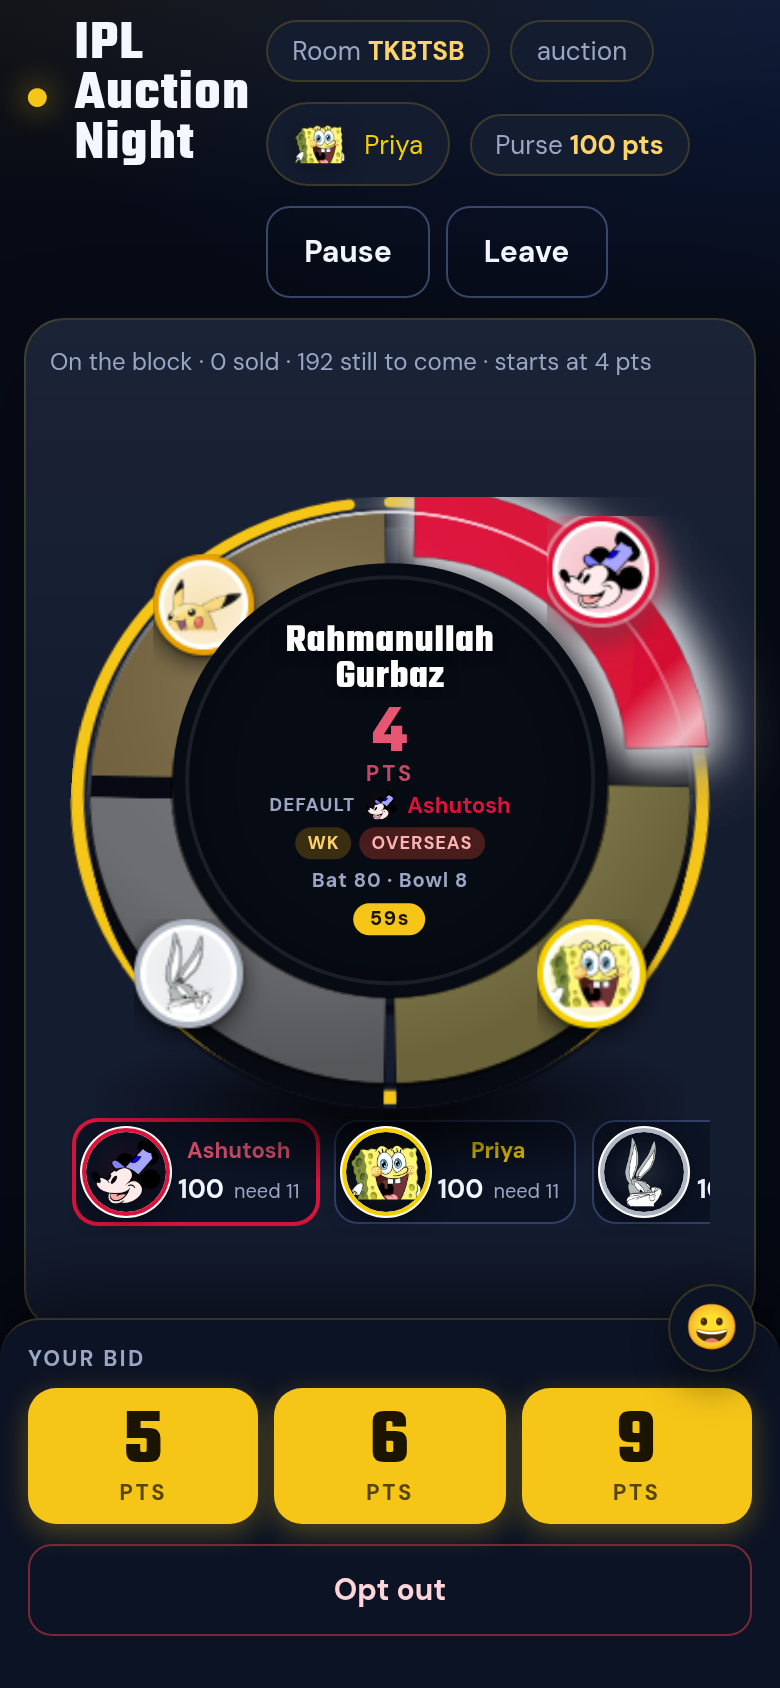 IPL
Auction
Night
Room TKBTSB
auction
Priya
Purse 100 pts
Pause
Leave
On the block · 0 sold · 192 still to come · starts at 4 pts
Rahmanullah
Gurbaz
4
PTS
DEFAULT Ashutosh
WK OVERSEAS
Bat 80 · Bowl 8
59s
Ashutosh
100 need 11
Priya
100 need 11
YOUR BID
5
PTS
6
PTS
9
PTS
Opt out